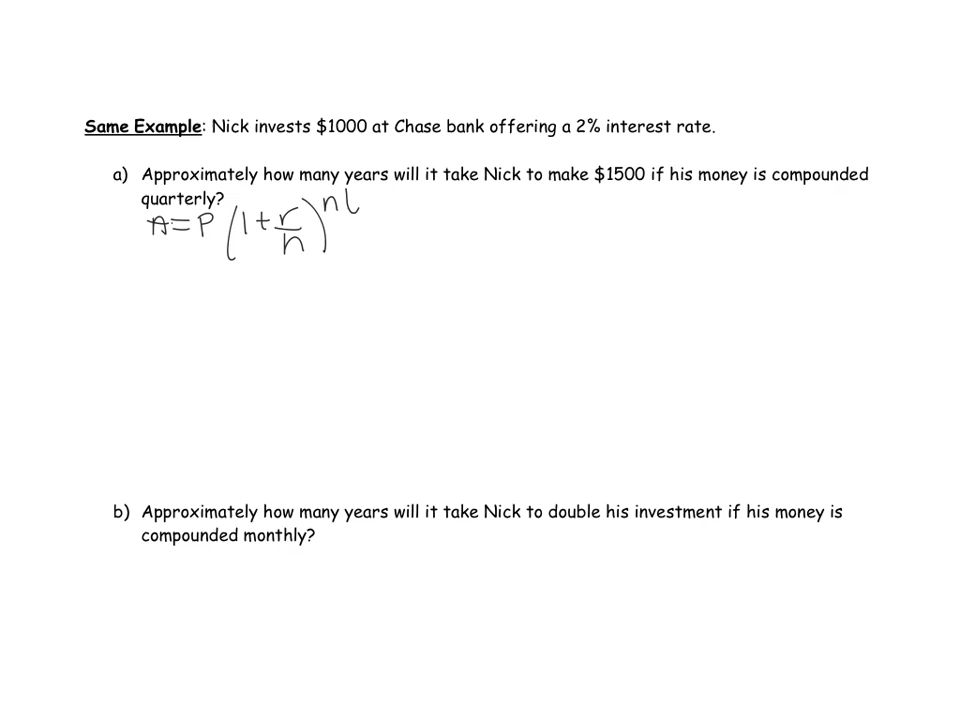 Same Example: Nick invests $1000 at Chase bank offering a 2% interest rate.
a) Approximately how many years will it take Nick to make $1500 if his money is compounded
quarterly?
A=P(1+r/n)^nt
b) Approximately how many years will it take Nick to double his investment if his money is
compounded monthly?